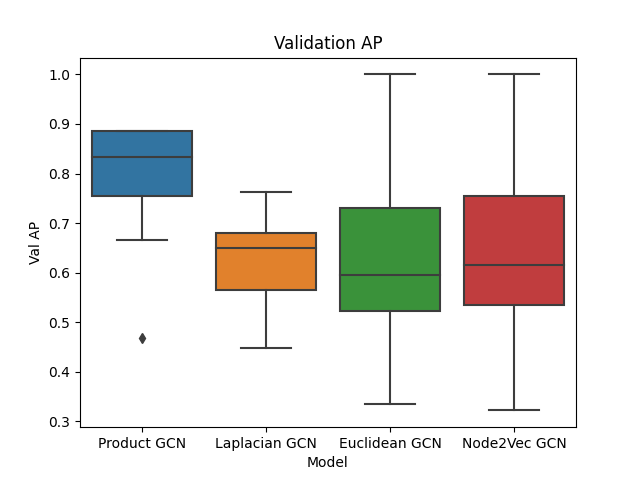 Validation AP
Val AP
1.0
0.9
0.8
0.7
0.6
0.5
0.4
0.3
Product GCN Laplacian GCN Euclidean GCN Node2Vec GCN
Model